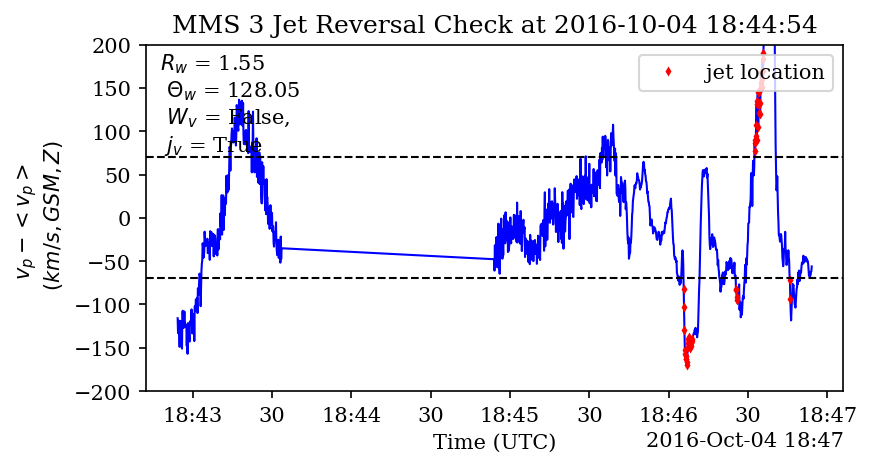 MMS 3 Jet Reversal Check at 2016-10-04 18:44:54
R_w = 1.55
Θ_w = 128.05
W_v = False,
j_v = True
jet location
200
150
100
50
0
−50
−100
−150
−200
v_p − < v_p >
(km/s, GSM, Z)
18:43 30 18:44 30 18:45 30 18:46 30 18:47
Time (UTC)
2016-Oct-04 18:47